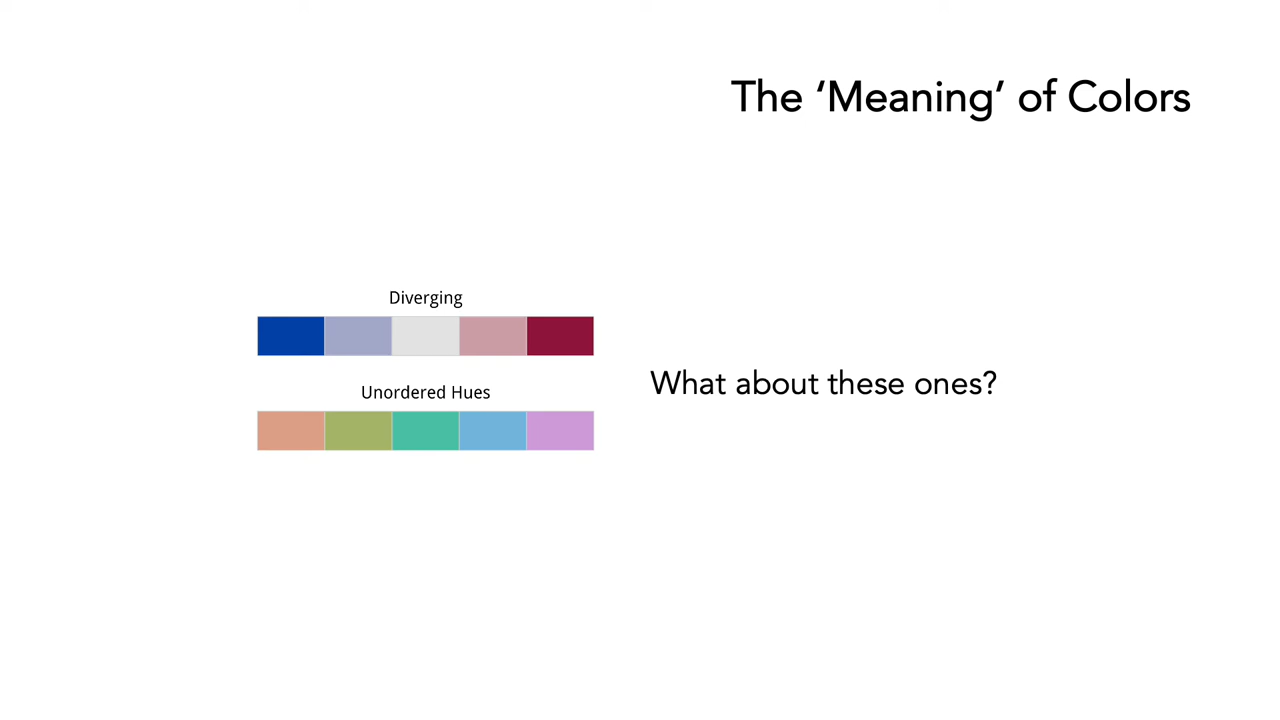 The ‘Meaning’ of Colors
Diverging
Unordered Hues
What about these ones?